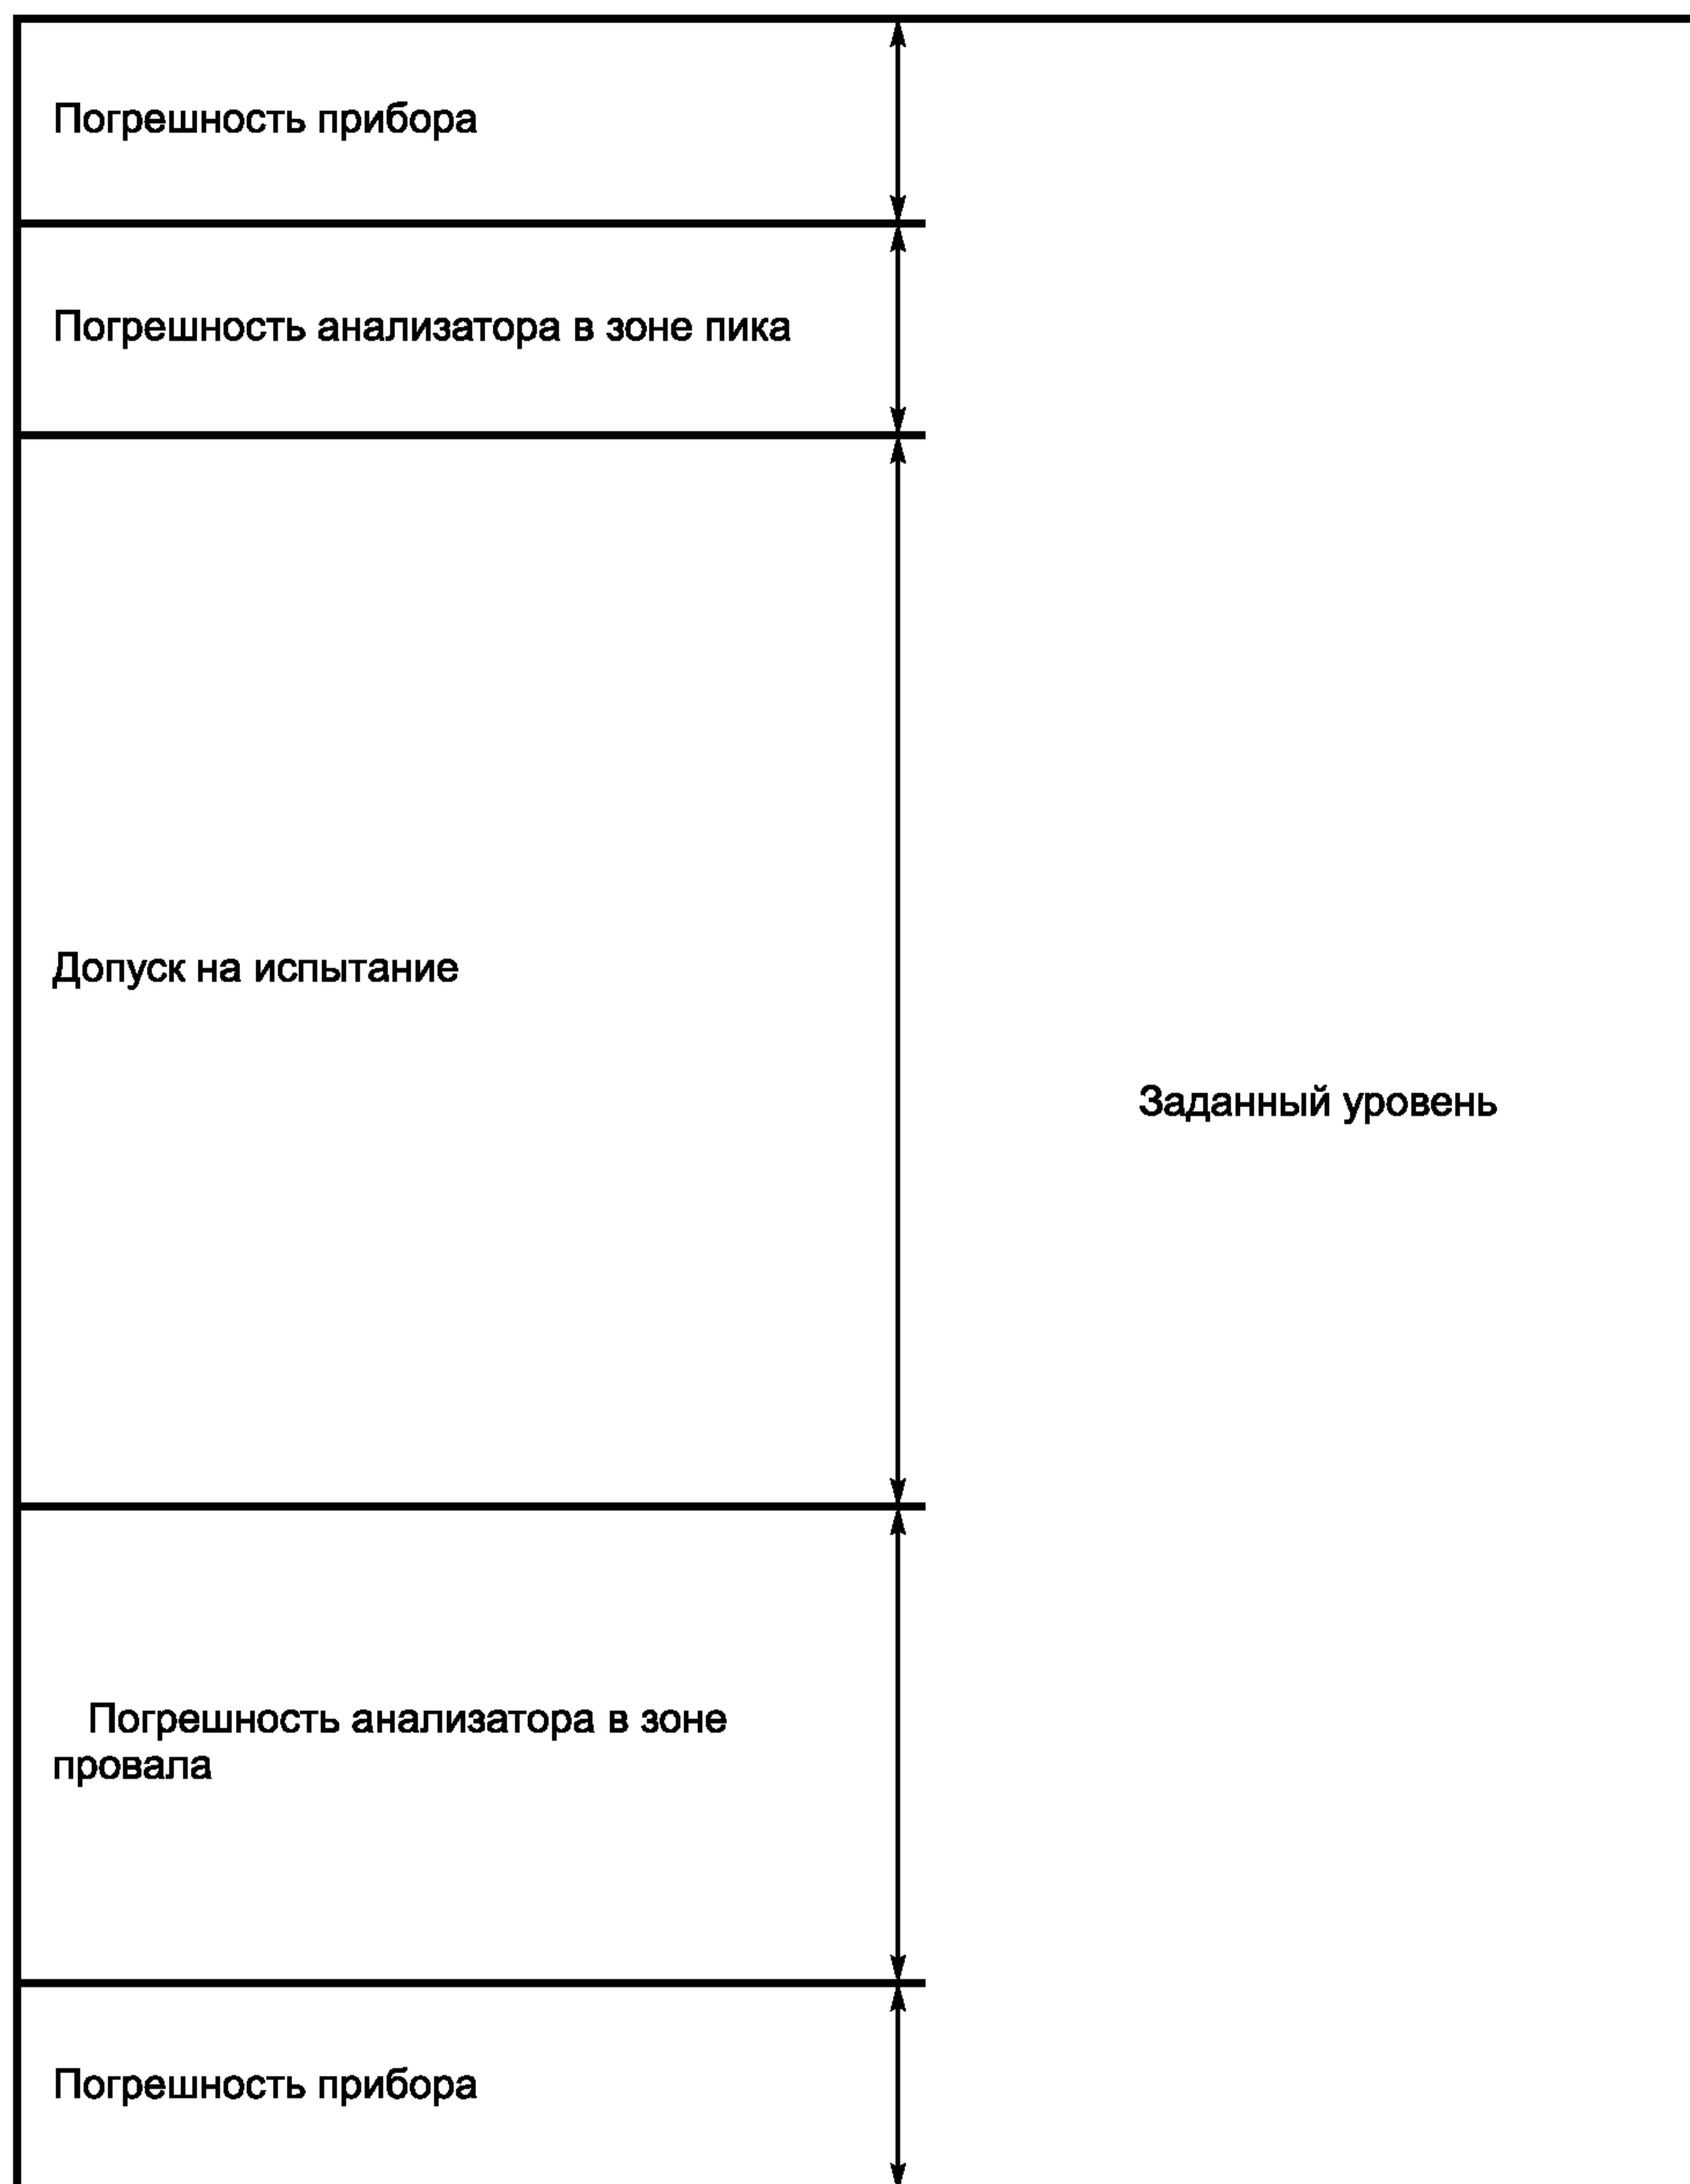 Погрешность прибора
Погрешность анализатора в зоне пика
Допуск на испытание
Заданный уровень
Погрешность анализатора в зоне
провала
Погрешность прибора